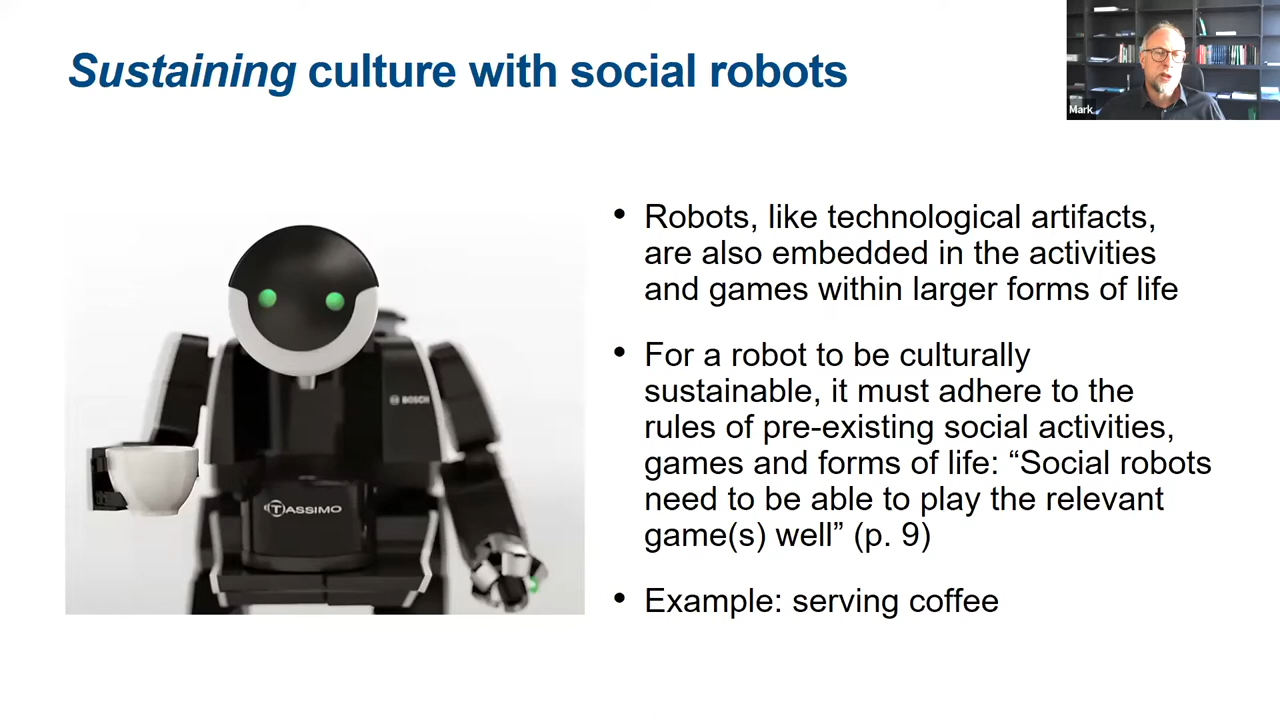 Sustaining culture with social robots
Mark
• Robots, like technological artifacts,
are also embedded in the activities
and games within larger forms of life
• For a robot to be culturally
sustainable, it must adhere to the
rules of pre-existing social activities,
games and forms of life: “Social robots
need to be able to play the relevant
game(s) well” (p. 9)
• Example: serving coffee
BOSCH
TASSIMO